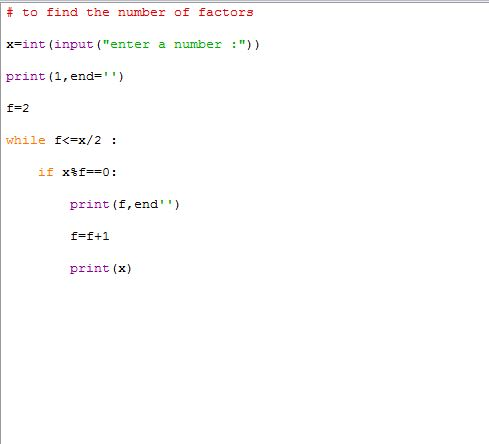 # to find the number of factors
x=int(input("enter a number :"))
print(1,end='')
f=2
while f<=x/2 :
    if x%f==0:
        print(f,end'')
        f=f+1
        print(x)